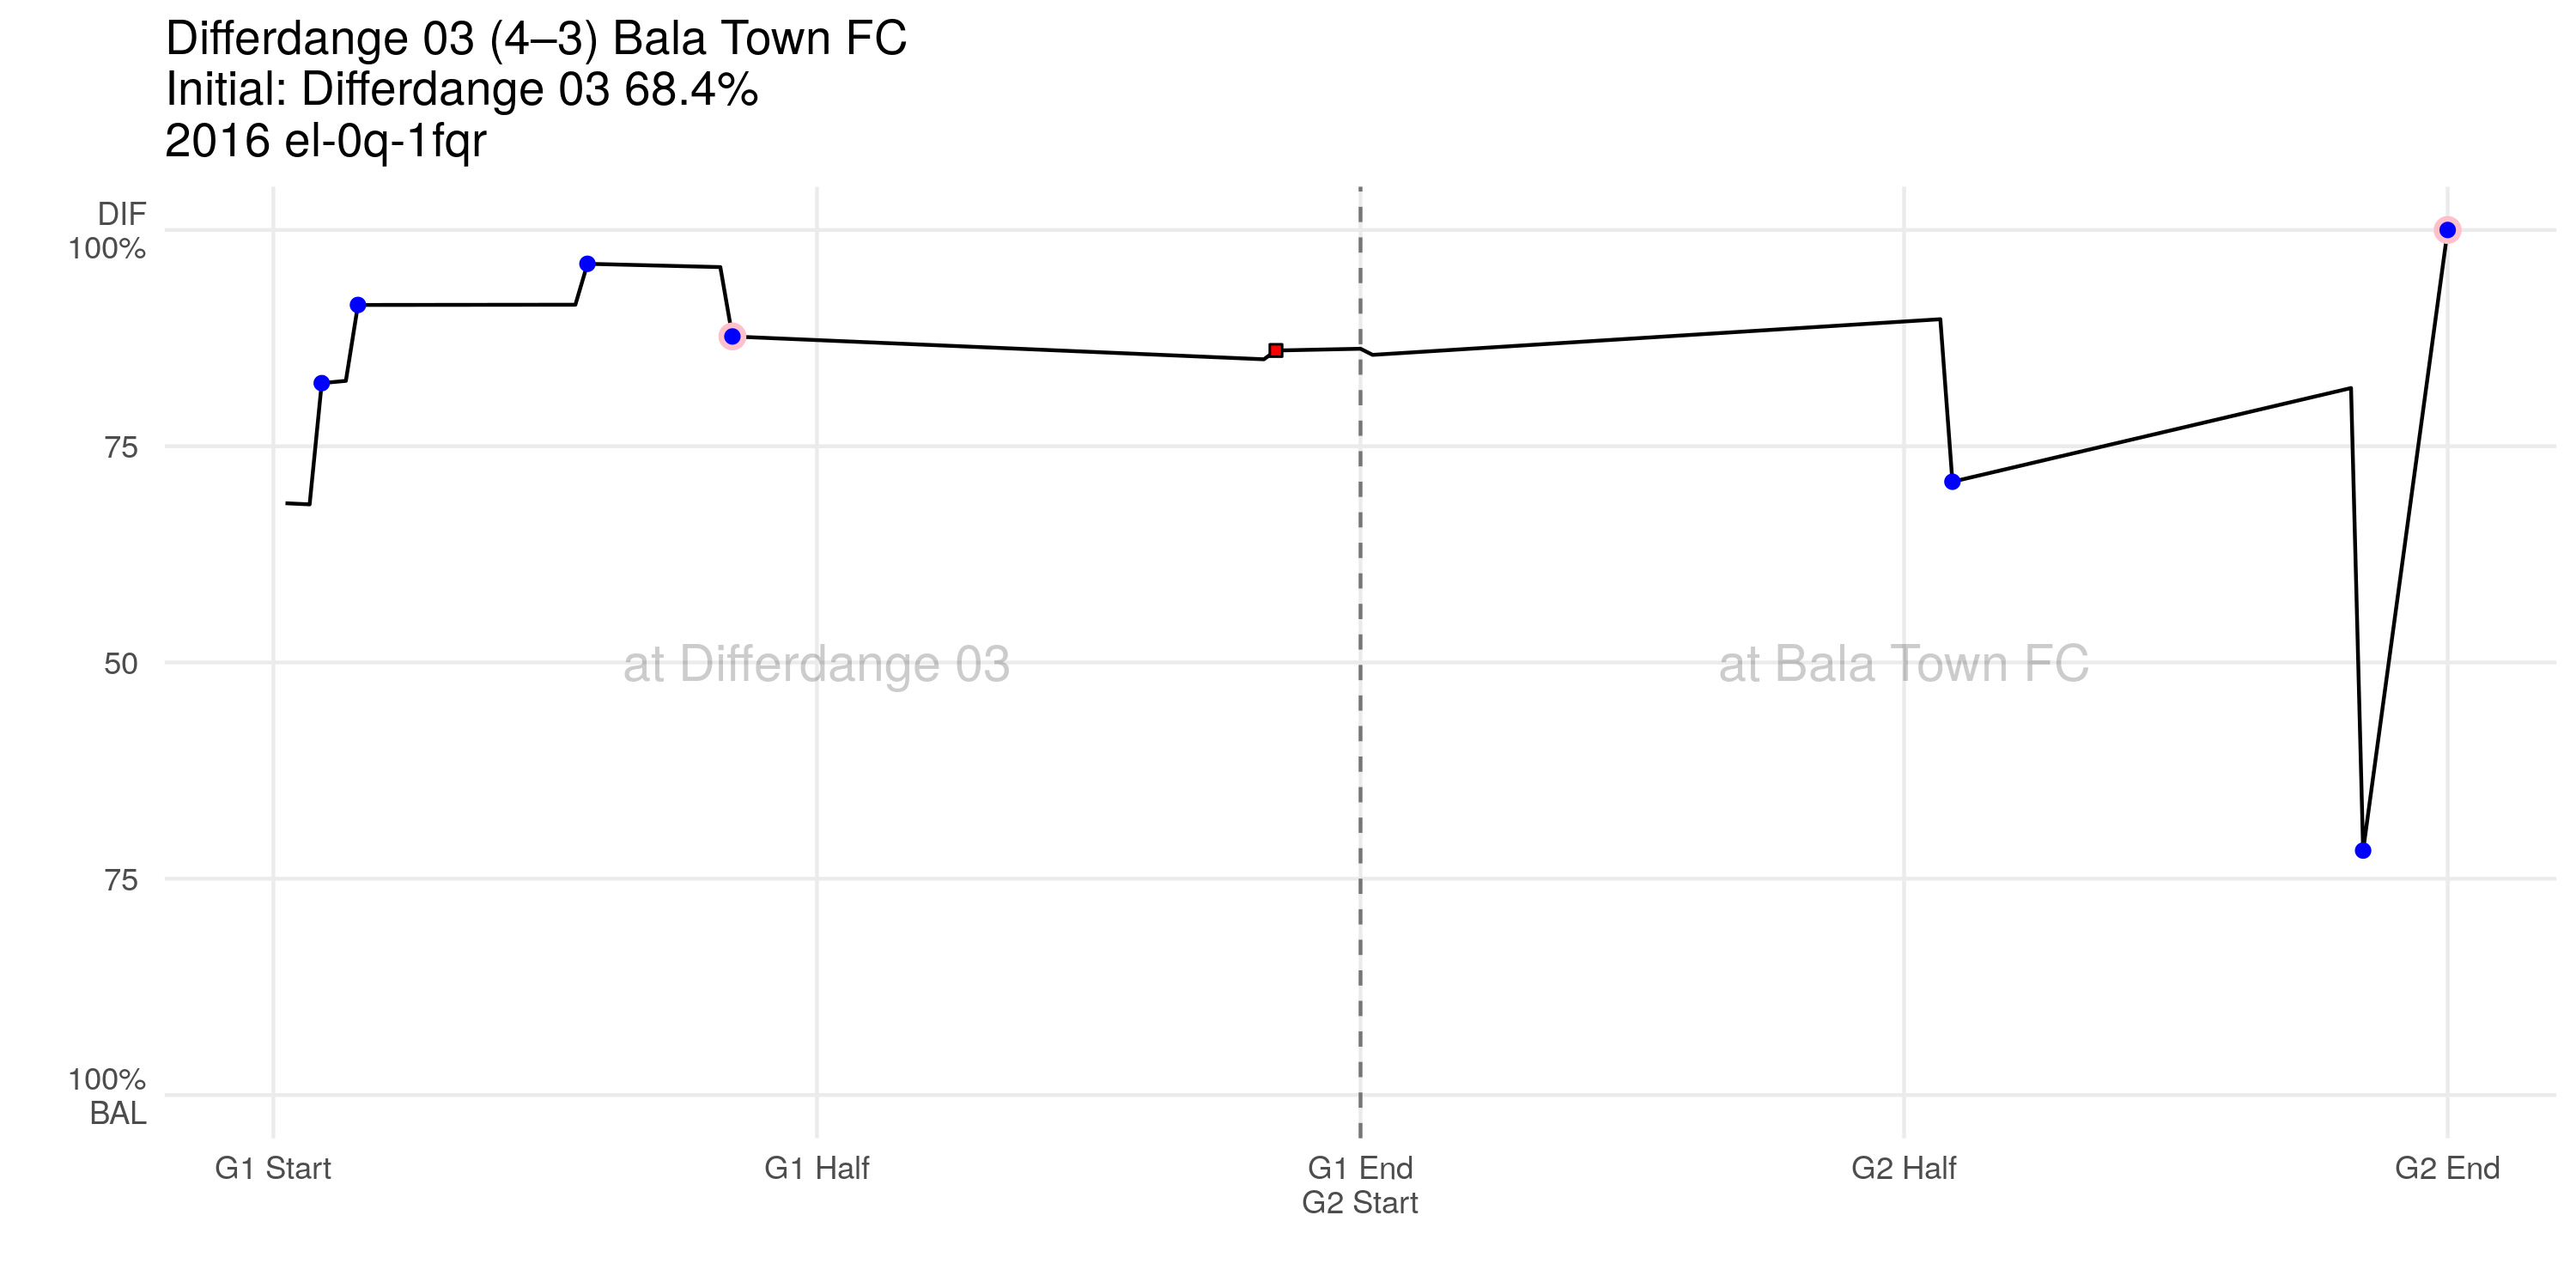 Differdange 03 (4–3) Bala Town FC
Initial: Differdange 03 68.4%
2016 el-0q-1fqr
DIF
100%
75
50
75
100%
BAL
at Differdange 03
at Bala Town FC
G1 Start
G1 Half
G1 End
G2 Start
G2 Half
G2 End